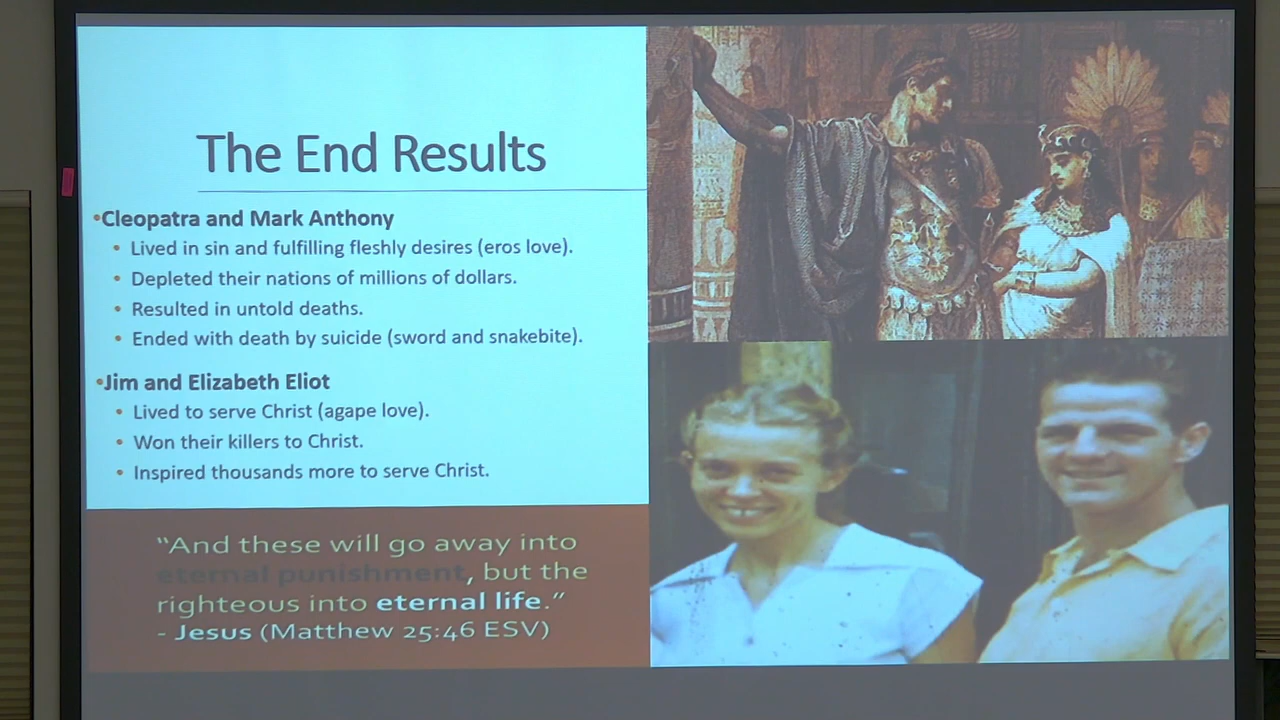 The End Results
•Cleopatra and Mark Anthony
• Lived in sin and fulfilling fleshly desires (eros love).
• Depleted their nations of millions of dollars.
• Resulted in untold deaths.
• Ended with death by suicide (sword and snakebite).
•Jim and Elizabeth Eliot
• Lived to serve Christ (agape love).
• Won their killers to Christ.
• Inspired thousands more to serve Christ.
“And these will go away into
eternal punishment, but the
righteous into eternal life.”
- Jesus (Matthew 25:46 ESV)